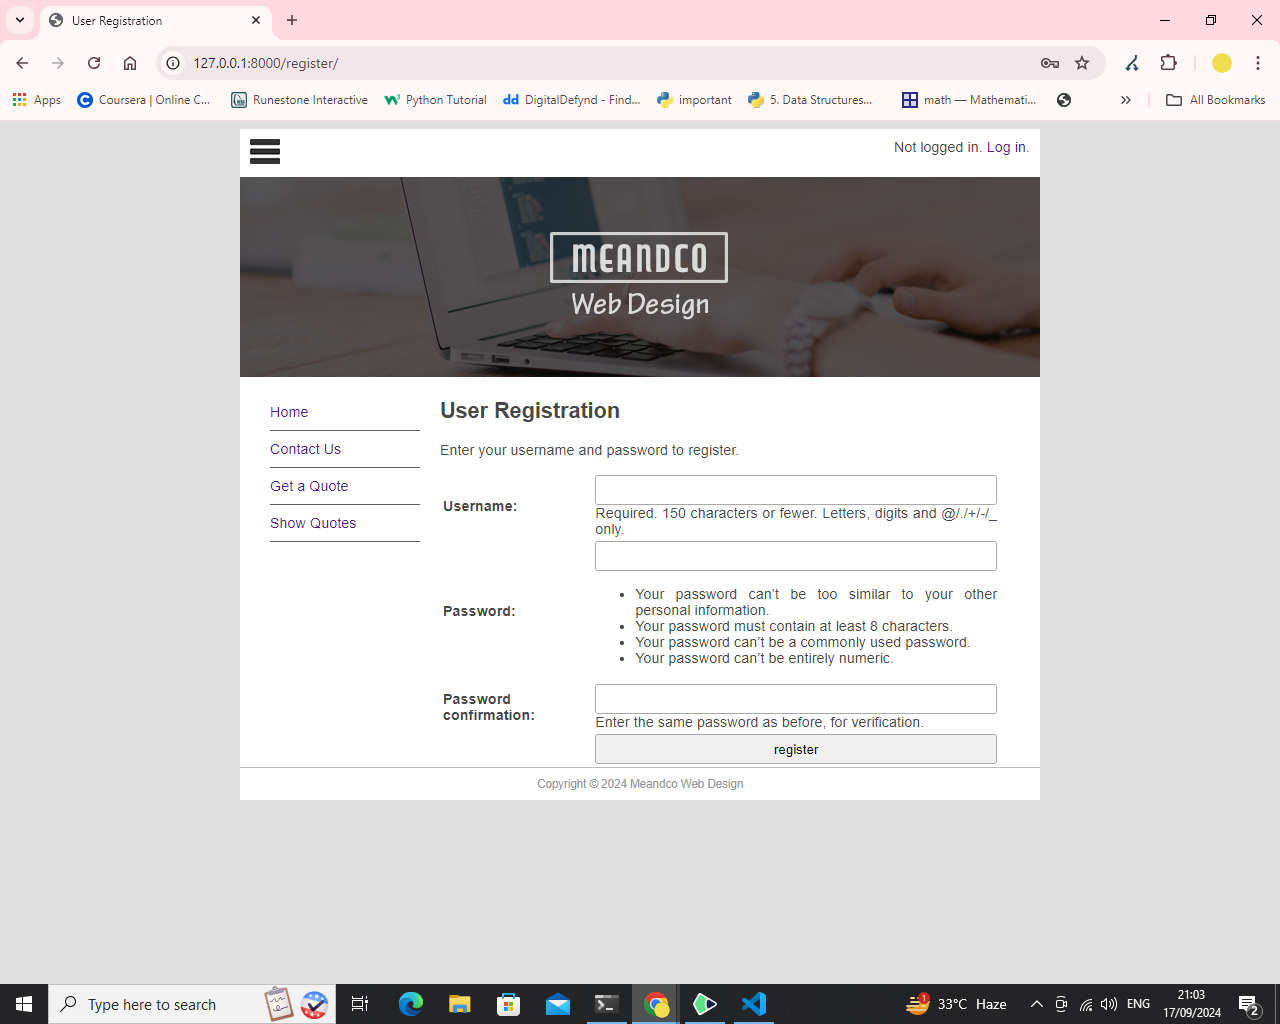 User Registration
127.0.0.1:8000/register/
Apps
Coursera | Online C...
Runestone Interactive
Python Tutorial
DigitalDefynd - Find...
important
5. Data Structures...
math — Mathemati...
All Bookmarks
Not logged in. Log in.
MEANDCO
Web Design
Home
Contact Us
Get a Quote
Show Quotes
User Registration
Enter your username and password to register.
Username:
Required. 150 characters or fewer. Letters, digits and @/./+/-/_
only.
Password:
Your password can’t be too similar to your other
personal information.
Your password must contain at least 8 characters.
Your password can’t be a commonly used password.
Your password can’t be entirely numeric.
Password
confirmation:
Enter the same password as before, for verification.
register
Copyright © 2024 Meandco Web Design
Type here to search
1
33°C Haze
ENG
21:03
17/09/2024
2